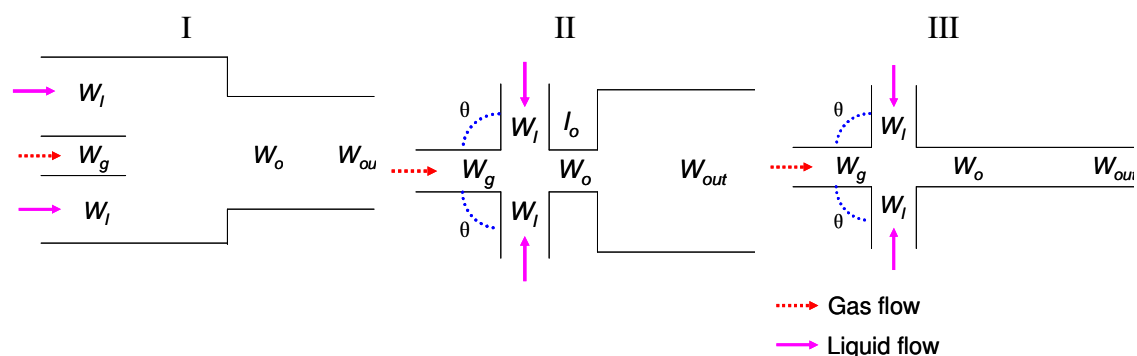 I
II
III
W_l
W_g
W_l
W_o
W_ou
θ
θ
W_l
l_o
W_g
W_o
W_l
W_out
θ
θ
W_l
W_g
W_o
W_l
W_out
Gas flow
Liquid flow